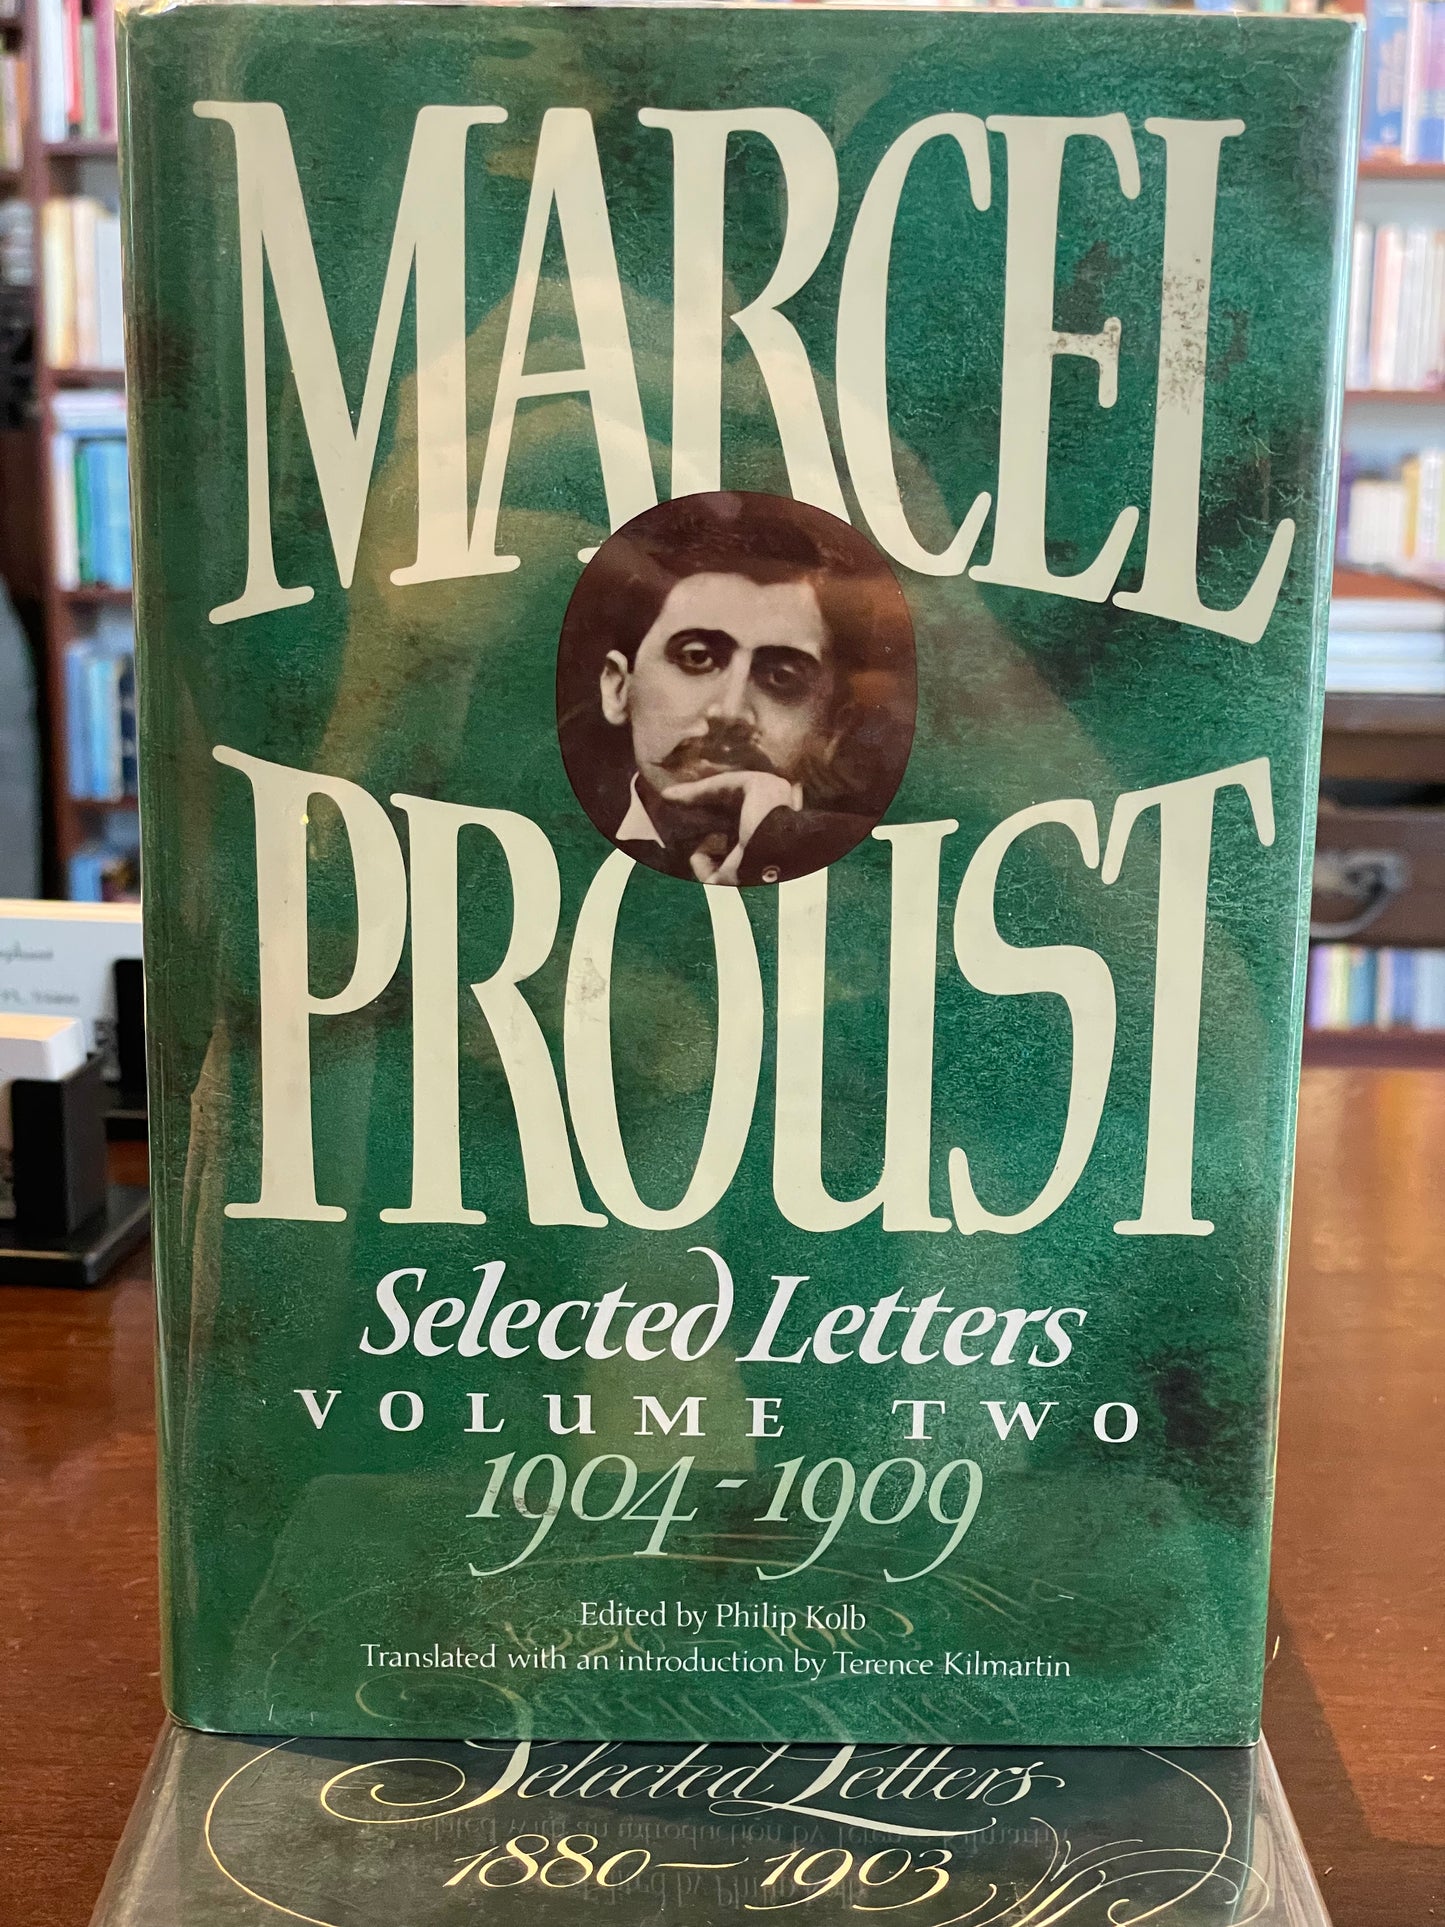 MARCEL
PROUST
Selected Letters
VOLUME TWO
1904-1909
Edited by Philip Kolb
Translated with an introduction by Terence Kilmartin
Selected Letters
1880–1903